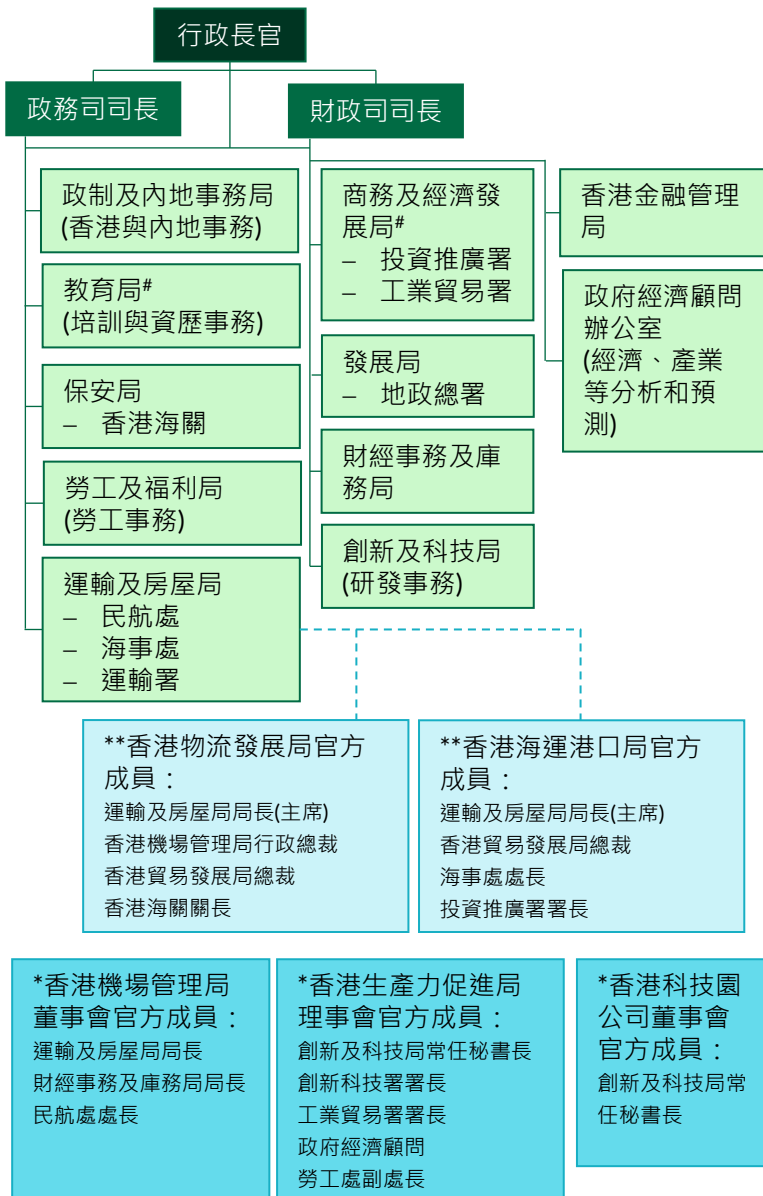 行政長官
政務司司長
財政司司長
政制及內地事務局
(香港與內地事務)
教育局#
(培訓與資歷事務)
保安局
– 香港海關
勞工及福利局
(勞工事務)
運輸及房屋局
– 民航處
– 海事處
– 運輸署
商務及經濟發
展局#
– 投資推廣署
– 工業貿易署
發展局
– 地政總署
財經事務及庫
務局
創新及科技局
(研發事務)
香港金融管理
局
政府經濟顧問
辦公室
(經濟、產業
等分析和預
測)
**香港物流發展局官方
成員：
運輸及房屋局局長(主席)
香港機場管理局行政總裁
香港貿易發展局總裁
香港海關關長
**香港海運港口局官方
成員：
運輸及房屋局局長(主席)
香港貿易發展局總裁
海事處處長
投資推廣署署長
*香港機場管理局
董事會官方成員：
運輸及房屋局局長
財經事務及庫務局局長
民航處處長
*香港生產力促進局
理事會官方成員：
創新及科技局常任秘書長
創新科技署署長
工業貿易署署長
政府經濟顧問
勞工處副處長
*香港科技園
公司董事會
官方成員：
創新及科技局常
任秘書長